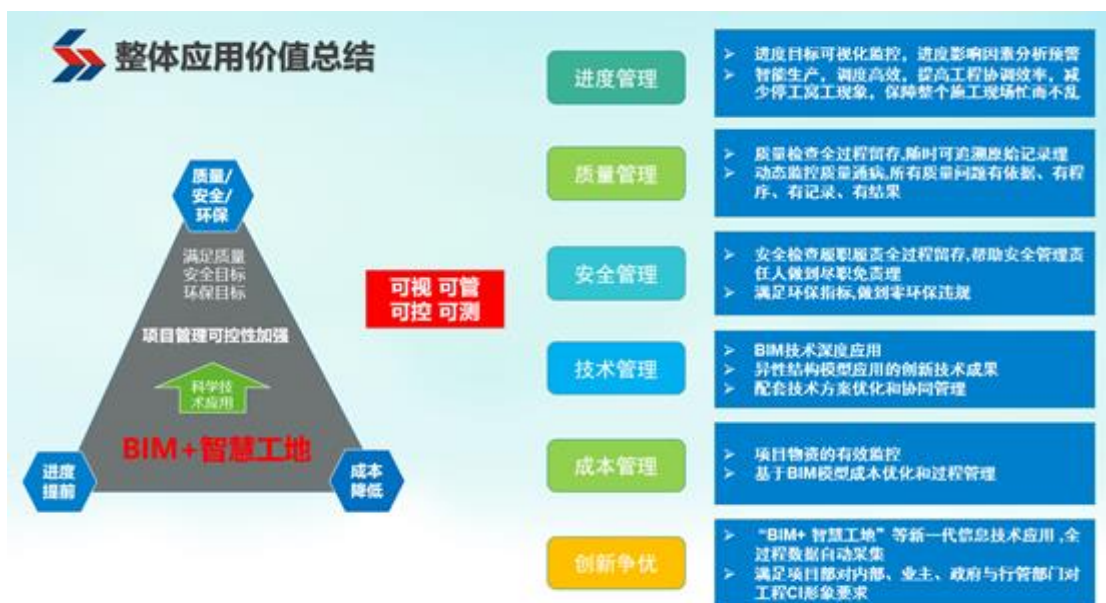 整体应用价值总结
质量/
安全/
环保
满足质量
安全目标
环保目标
项目管理可控性加强
科学技
术应用
BIM+智慧工地
进度
提前
成本
降低
可视 可管
可控 可测
进度管理
➢ 进度目标可视化监控，进度影响因素分析预警
➢ 智能生产，调度高效，提高工程协调效率，减
少停工窝工现象，保障整个施工现场忙而不乱
质量管理
➢ 质量检查全过程留存,随时可追溯原始记录理
➢ 动态监控质量通病,所有质量问题有依据、有程
序、有记录、有结果
安全管理
➢ 安全检查履职履责全过程留存,帮助安全管理责
任人做到尽职免责理
➢ 满足环保指标,做到零环保违规
技术管理
➢ BIM技术深度应用
➢ 异性结构模型应用的创新技术成果
➢ 配套技术方案优化和协同管理
成本管理
➢ 项目物资的有效监控
➢ 基于BIM模型成本优化和过程管理
创新争优
➢ “BIM+ 智慧工地”等新一代信息技术应用,全
过程数据自动采集
➢ 满足项目部对内部、业主、政府与行管部门对
工程CI形象要求